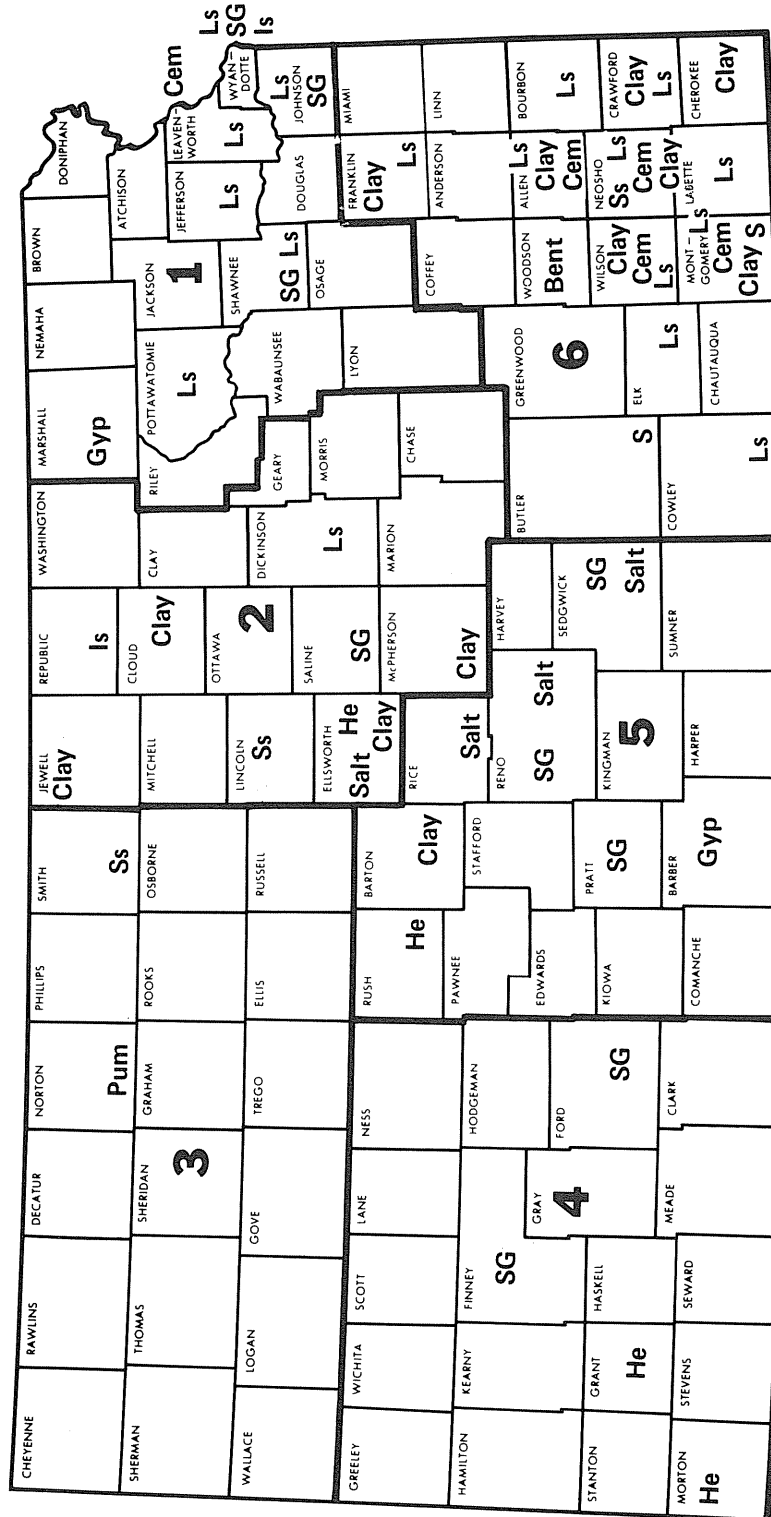 CHEYENNE
RAWLINS
DECATUR
NORTON
Pum
PHILLIPS
SMITH
Ss
JEWELL
Clay
REPUBLIC
Is
WASHINGTON
MARSHALL
Gyp
NEMAHA
BROWN
DONIPHAN
SHERMAN
THOMAS
SHERIDAN
3
GRAHAM
ROOKS
OSBORNE
MITCHELL
CLOUD
Clay
CLAY
RILEY
POTTAWATOMIE
Ls
JACKSON
1
ATCHISON
JEFFERSON
Ls
LEAVEN-
WORTH
Ls
Cem
WYAN-
DOTTE
Ls
SG
Is
WALLACE
LOGAN
GOVE
TREGO
ELLIS
RUSSELL
LINCOLN
Ss
OTTAWA
2
DICKINSON
Ls
GEARY
WABAUNSEE
SHAWNEE
SG Ls
DOUGLAS
JOHNSON
Ls
SG
ELLSWORTH
He
Salt
Clay
SALINE
SG
MORRIS
LYON
OSAGE
FRANKLIN
Clay
Ls
MIAMI
GREELEY
WICHITA
SCOTT
LANE
NESS
RUSH
He
BARTON
Clay
RICE
Salt
McPHERSON
Clay
MARION
CHASE
COFFEY
ANDERSON
LINN
HAMILTON
KEARNY
FINNEY
SG
HODGEMAN
PAWNEE
STAFFORD
RENO
SG
Salt
HARVEY
BUTLER
S
GREENWOOD
6
WOODSON
Bent
ALLEN
Ls
Clay
Cem
BOURBON
Ls
GRAY
4
FORD
SG
EDWARDS
PRATT
SG
KINGMAN
5
SEDGWICK
SG
Salt
ELK
Ls
WILSON
Clay
Cem
Ls
NEOSHO
Ss
Ls
Cem
Clay
CRAWFORD
Clay
Ls
STANTON
GRANT
He
HASKELL
KIOWA
MORTON
He
STEVENS
SEWARD
MEADE
CLARK
COMANCHE
BARBER
Gyp
HARPER
SUMNER
COWLEY
Ls
CHAUTAUQUA
MONT-
GOMERY
Ls
Cem
Clay S
LABETTE
Ls
CHEROKEE
Clay